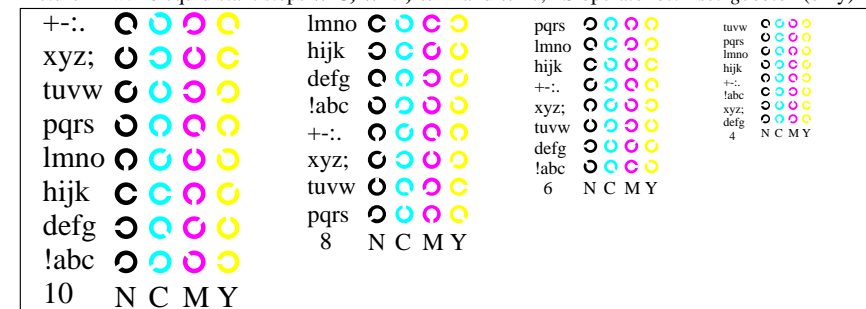 +-:.
xyz;
tuvw
pqrs
lmno
hijk
defg
!abc
10 N C M Y
lmno
hijk
defg
!abc
+-:.
xyz;
tuvw
pqrs
8 N C M Y
pqrs
lmno
hijk
+-:.
xyz;
tuvw
defg
!abc
6 N C M Y
tuvw
pqrs
lmno
hijk
+-:.
!abc
xyz;
defg
4 N C M Y